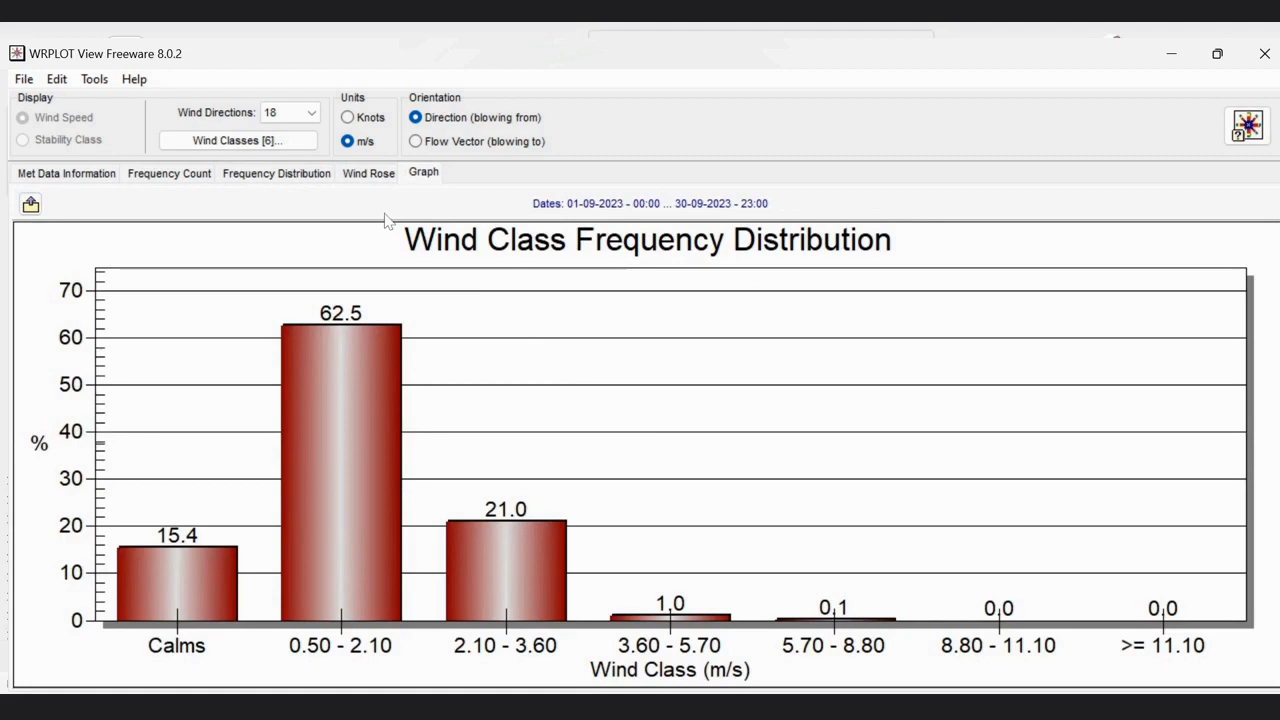 WRPLOT View Freeware 8.0.2
File Edit Tools Help
Display
Wind Speed
Stability Class
Wind Directions: 18
Wind Classes [6]...
Units
Knots
m/s
Orientation
Direction (blowing from)
Flow Vector (blowing to)
Met Data Information Frequency Count Frequency Distribution Wind Rose Graph
Dates: 01-09-2023 - 00:00 ... 30-09-2023 - 23:00
Wind Class Frequency Distribution
%
70
60
50
40
30
20
10
0
15.4
62.5
21.0
1.0
0.1
0.0
0.0
Calms 0.50 - 2.10 2.10 - 3.60 3.60 - 5.70 5.70 - 8.80 8.80 - 11.10 >= 11.10
Wind Class (m/s)